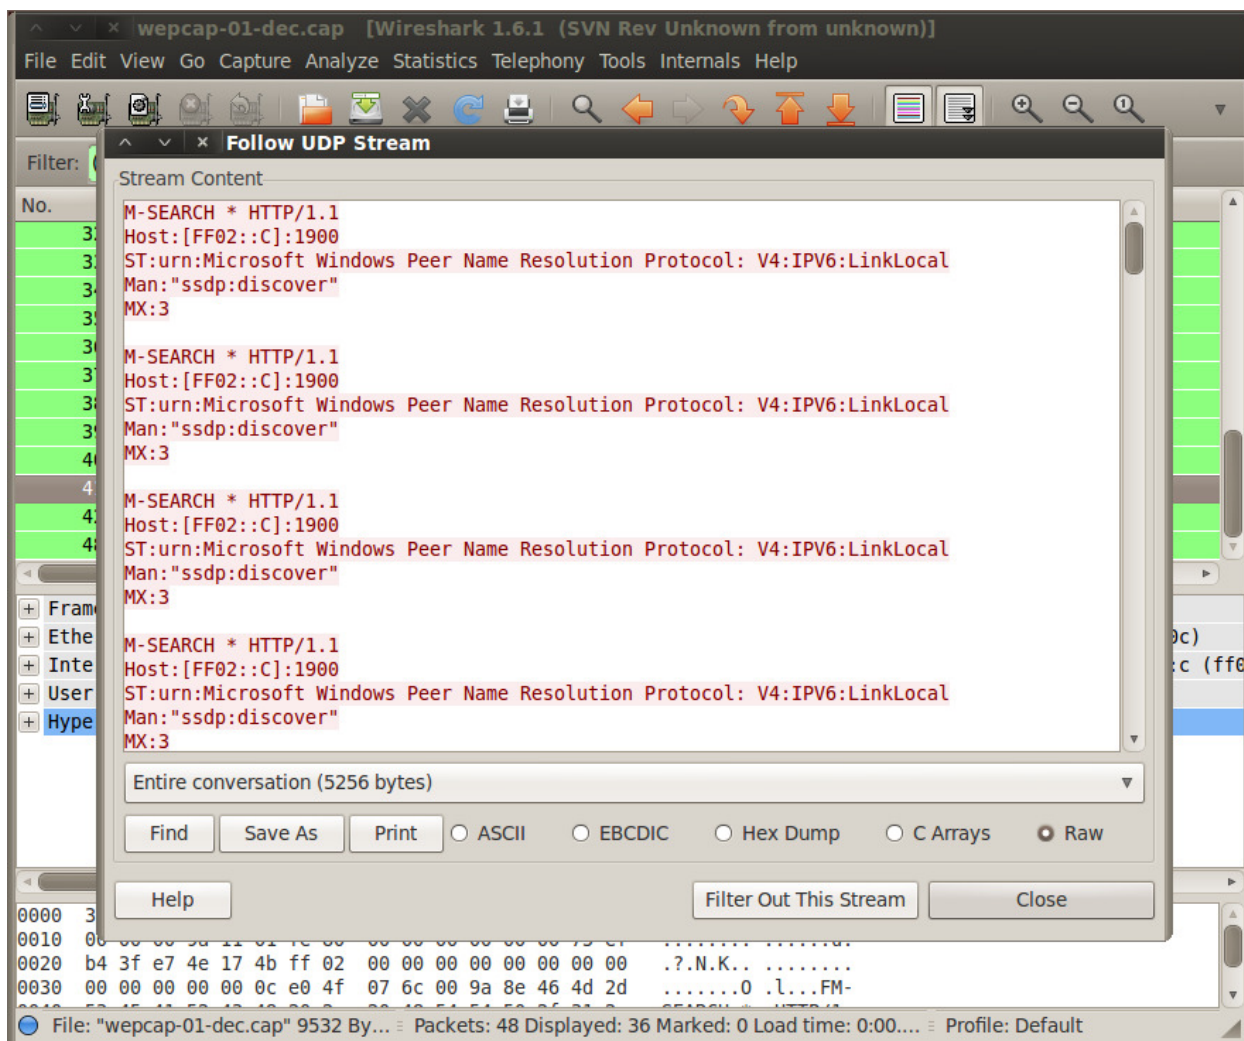 wepcap-01-dec.cap [Wireshark 1.6.1 (SVN Rev Unknown from unknown)]
File Edit View Go Capture Analyze Statistics Telephony Tools Internals Help
Filter:
Follow UDP Stream
Stream Content
No.
M-SEARCH * HTTP/1.1
Host:[FF02::C]:1900
ST:urn:Microsoft Windows Peer Name Resolution Protocol: V4:IPV6:LinkLocal
Man:"ssdp:discover"
MX:3
M-SEARCH * HTTP/1.1
Host:[FF02::C]:1900
ST:urn:Microsoft Windows Peer Name Resolution Protocol: V4:IPV6:LinkLocal
Man:"ssdp:discover"
MX:3
M-SEARCH * HTTP/1.1
Host:[FF02::C]:1900
ST:urn:Microsoft Windows Peer Name Resolution Protocol: V4:IPV6:LinkLocal
Man:"ssdp:discover"
MX:3
M-SEARCH * HTTP/1.1
Host:[FF02::C]:1900
ST:urn:Microsoft Windows Peer Name Resolution Protocol: V4:IPV6:LinkLocal
Man:"ssdp:discover"
MX:3
Fram
Ethe 0c)
Inte :c (ff0
User
Hype
Entire conversation (5256 bytes)
Find Save As Print ASCII EBCDIC Hex Dump C Arrays Raw
Help Filter Out This Stream Close
0000 3
0010
0020 b4 3f e7 4e 17 4b ff 02 00 00 00 00 00 00 00 00 .?.N.K.. ........
0030 00 00 00 00 00 0c e0 4f 07 6c 00 9a 8e 46 4d 2d .......O .l...FM-
File: "wepcap-01-dec.cap" 9532 By... Packets: 48 Displayed: 36 Marked: 0 Load time: 0:00.... Profile: Default